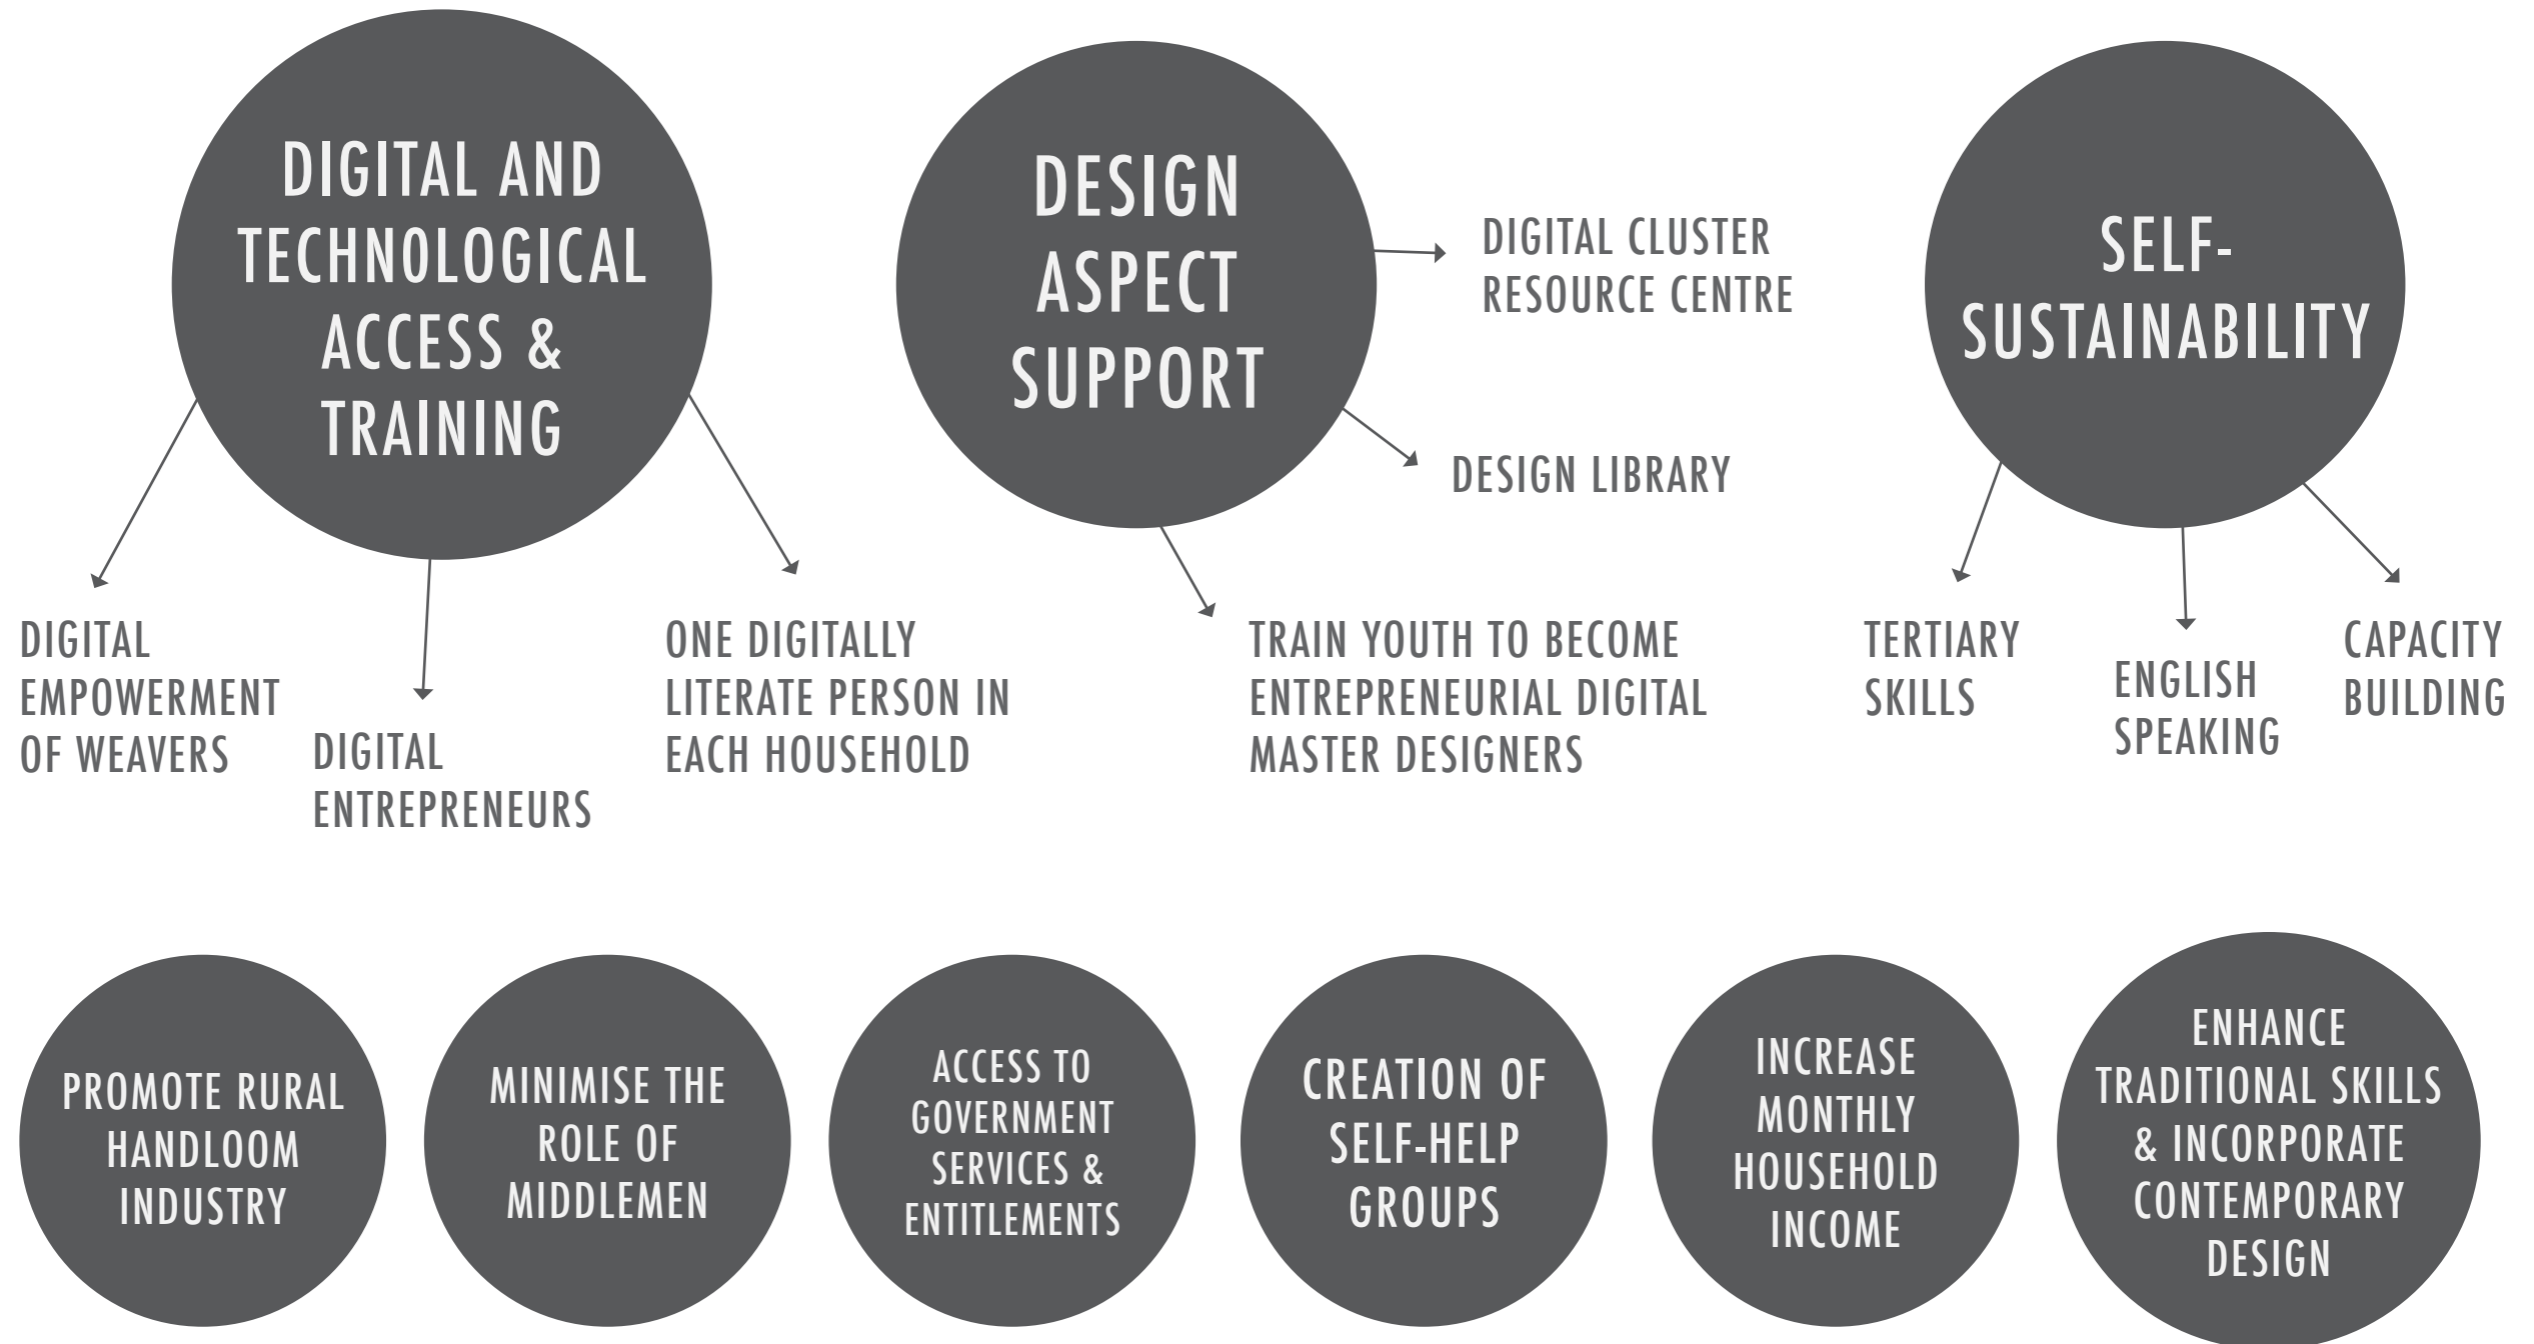 DIGITAL AND
TECHNOLOGICAL
ACCESS &
TRAINING
DIGITAL
EMPOWERMENT
OF WEAVERS
DIGITAL
ENTREPRENEURS
ONE DIGITALLY
LITERATE PERSON IN
EACH HOUSEHOLD
DESIGN
ASPECT
SUPPORT
DIGITAL CLUSTER
RESOURCE CENTRE
DESIGN LIBRARY
TRAIN YOUTH TO BECOME
ENTREPRENEURIAL DIGITAL
MASTER DESIGNERS
SELF-
SUSTAINABILITY
TERTIARY
SKILLS
ENGLISH
SPEAKING
CAPACITY
BUILDING
PROMOTE RURAL
HANDLOOM
INDUSTRY
MINIMISE THE
ROLE OF
MIDDLEMEN
ACCESS TO
GOVERNMENT
SERVICES &
ENTITLEMENTS
CREATION OF
SELF-HELP
GROUPS
INCREASE
MONTHLY
HOUSEHOLD
INCOME
ENHANCE
TRADITIONAL SKILLS
& INCORPORATE
CONTEMPORARY
DESIGN